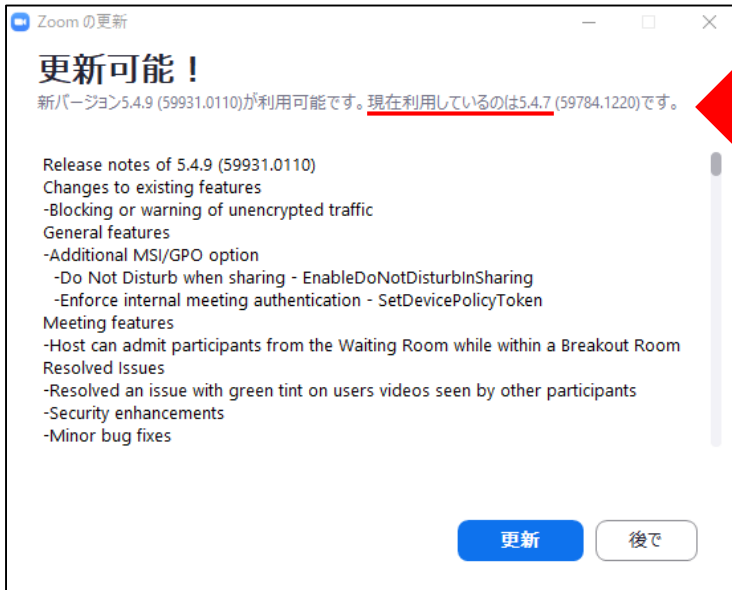 Zoom の更新
更新可能！
新バージョン5.4.9 (59931.0110)が利用可能です。現在利用しているのは5.4.7 (59784.1220)です。
Release notes of 5.4.9 (59931.0110)
Changes to existing features
-Blocking or warning of unencrypted traffic
General features
-Additional MSI/GPO option
-Do Not Disturb when sharing - EnableDoNotDisturbInSharing
-Enforce internal meeting authentication - SetDevicePolicyToken
Meeting features
-Host can admit participants from the Waiting Room while within a Breakout Room
Resolved Issues
-Resolved an issue with green tint on users videos seen by other participants
-Security enhancements
-Minor bug fixes
更新
後で